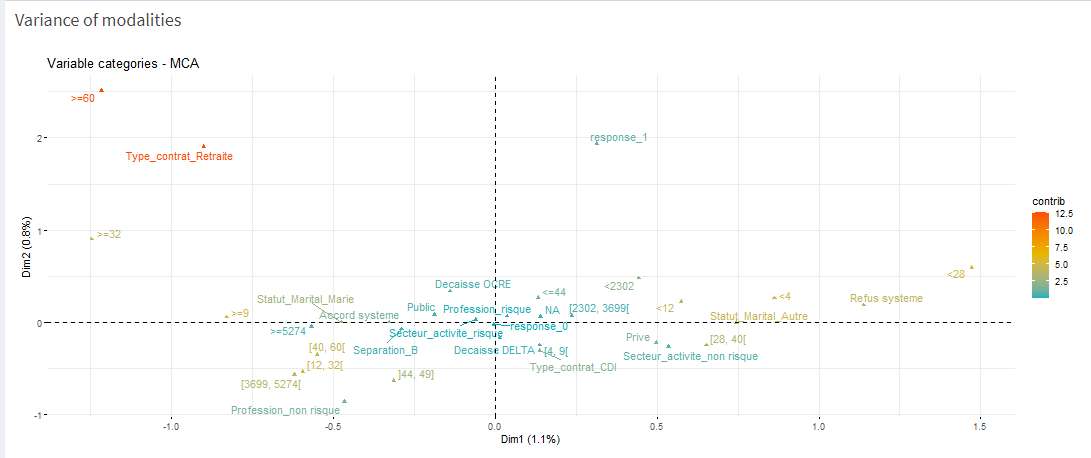 Variance of modalities
Variable categories - MCA
>=60
response_1
2
Type_contrat_Retraite
contrib
12.5
10.0
7.5
5.0
2.5
>=32
1
Dim2 (0.8%)
<28
Decaisse OCRE
<2302
<=44
<4
Refus systeme
Statut_Marital_Marie
Public
Profession_risque
NA
[2302, 3699[
<12
>=9
Accord systeme
Statut_Marital_Autre
0
>=5274
Secteur_activite_risque
response_0
Prive
[40, 60[
Separation_B
Decaisse DELTA
[4, 9[
[28, 40[
Secteur_activite_non risque
[12, 32[
Type_contrat_CDI
]44, 49]
[3699, 5274[
Profession_non risque
-1
-1.0
-0.5
0.0
0.5
1.0
1.5
Dim1 (1.1%)